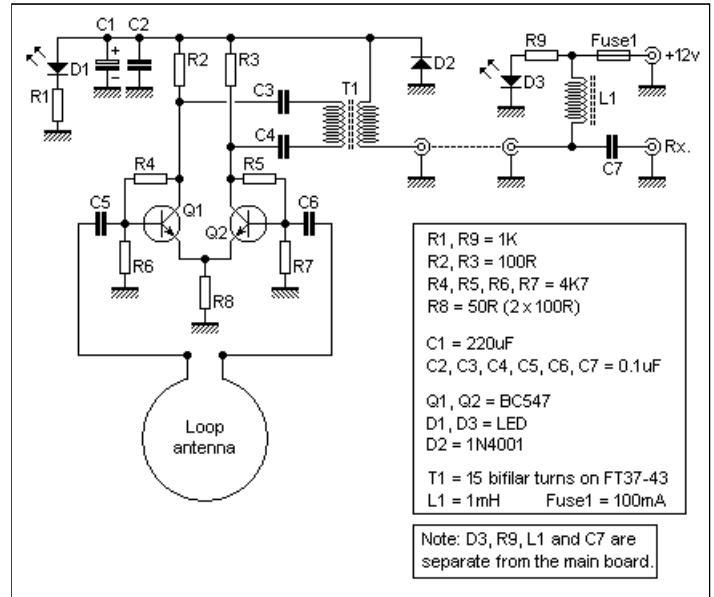 C1 C2
R2
R3
R9
Fuse1
+12v
D1
+
−
R1
C3
T1
D2
D3
L1
C4
C7
Rx.
R4
R5
C5
Q1
Q2
C6
R6
R7
R8
Loop
antenna
R1, R9 = 1K
R2, R3 = 100R
R4, R5, R6, R7 = 4K7
R8 = 50R (2 x 100R)
C1 = 220uF
C2, C3, C4, C5, C6, C7 = 0.1uF
Q1, Q2 = BC547
D1, D3 = LED
D2 = 1N4001
T1 = 15 bifilar turns on FT37-43
L1 = 1mH Fuse1 = 100mA
Note: D3, R9, L1 and C7 are
separate from the main board.